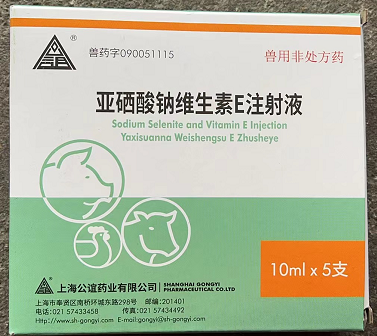 兽药字090051115
兽用非处方药
亚硒酸钠维生素E注射液
Sodium Selenite and Vitamin E Injection
Yaxisuanna Weishengsu E Zhusheye
10ml x 5支
上海公谊药业有限公司
SHANGHAI GONGYI
PHARMACEUTICAL CO.,LTD
上海市奉贤区南桥环城东路298号 邮编:201401
电话:021 57433458 传真:021 57434492
Http://www.sh-gongyi.com E-mail:gongyi@sh-gongyi.com